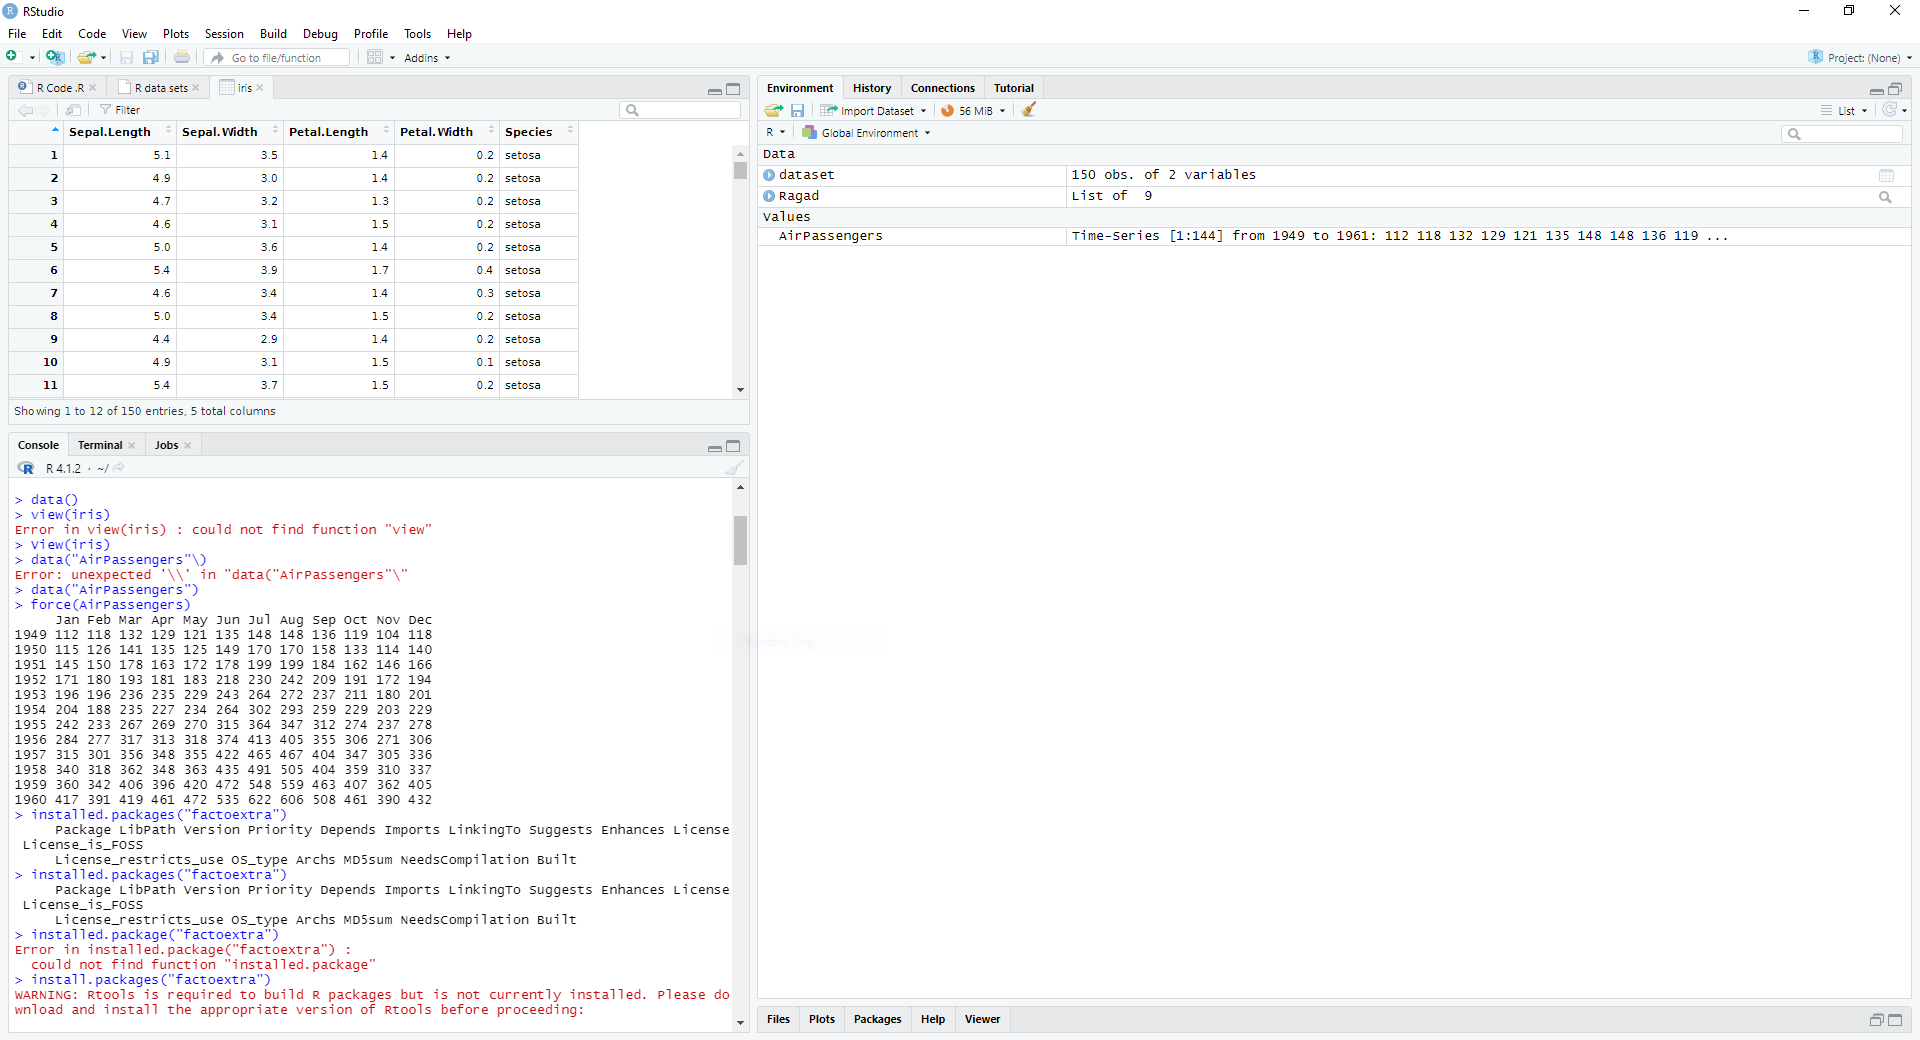 RStudio
File Edit Code View Plots Session Build Debug Profile Tools Help
Go to file/function Addins Project: (None)
R Code .R R data sets iris
Filter
Sepal.Length Sepal.Width Petal.Length Petal.Width Species
1 5.1 3.5 1.4 0.2 setosa
2 4.9 3.0 1.4 0.2 setosa
3 4.7 3.2 1.3 0.2 setosa
4 4.6 3.1 1.5 0.2 setosa
5 5.0 3.6 1.4 0.2 setosa
6 5.4 3.9 1.7 0.4 setosa
7 4.6 3.4 1.4 0.3 setosa
8 5.0 3.4 1.5 0.2 setosa
9 4.4 2.9 1.4 0.2 setosa
10 4.9 3.1 1.5 0.1 setosa
11 5.4 3.7 1.5 0.2 setosa
Showing 1 to 12 of 150 entries, 5 total columns
Console Terminal Jobs
R 4.1.2 · ~/
> data()
> view(iris)
Error in view(iris) : could not find function "view"
> View(iris)
> data("AirPassengers"\)
Error: unexpected '\\' in "data("AirPassengers"\"
> data("AirPassengers")
> force(AirPassengers)
Jan Feb Mar Apr May Jun Jul Aug Sep Oct Nov Dec
1949 112 118 132 129 121 135 148 148 136 119 104 118
1950 115 126 141 135 125 149 170 170 158 133 114 140
1951 145 150 178 163 172 178 199 199 184 162 146 166
1952 171 180 193 181 183 218 230 242 209 191 172 194
1953 196 196 236 235 229 243 264 272 237 211 180 201
1954 204 188 235 227 234 264 302 293 259 229 203 229
1955 242 233 267 269 270 315 364 347 312 274 237 278
1956 284 277 317 313 318 374 413 405 355 306 271 306
1957 315 301 356 348 355 422 465 467 404 347 305 336
1958 340 318 362 348 363 435 491 505 404 359 310 337
1959 360 342 406 396 420 472 548 559 463 407 362 405
1960 417 391 419 461 472 535 622 606 508 461 390 432
> installed.packages("factoextra")
Package LibPath Version Priority Depends Imports LinkingTo Suggests Enhances License
License_is_FOSS
License_restricts_use OS_type Archs MD5sum NeedsCompilation Built
> installed.packages("factoextra")
Package LibPath Version Priority Depends Imports LinkingTo Suggests Enhances License
License_is_FOSS
License_restricts_use OS_type Archs MD5sum NeedsCompilation Built
> installed.package("factoextra")
Error in installed.package("factoextra") :
could not find function "installed.package"
> install.packages("factoextra")
WARNING: Rtools is required to build R packages but is not currently installed. Please do
wnload and install the appropriate version of Rtools before proceeding:
Environment History Connections Tutorial
Import Dataset 56 MiB List
R Global Environment
Data
dataset 150 obs. of 2 variables
Ragad List of 9
Values
AirPassengers Time-Series [1:144] from 1949 to 1961: 112 118 132 129 121 135 148 148 136 119 ...
Window Snip
Files Plots Packages Help Viewer